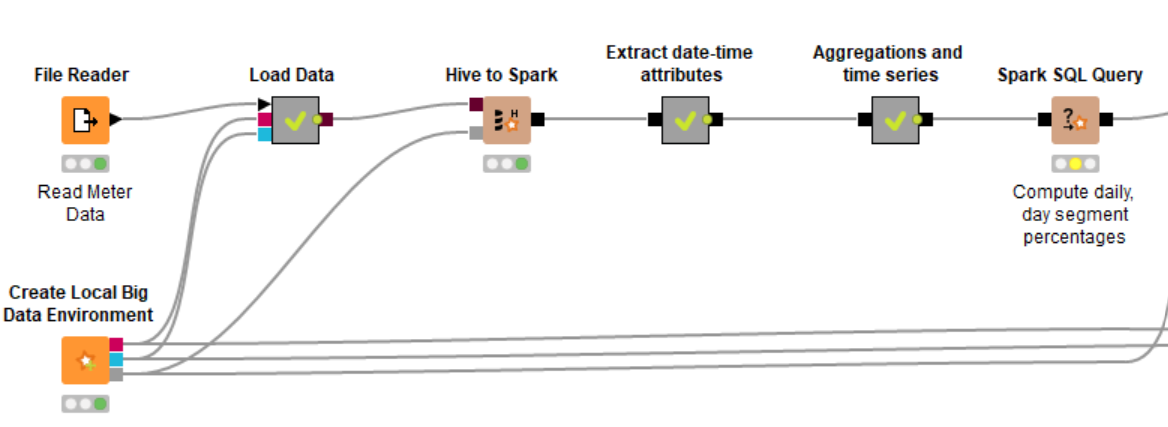 File Reader
Load Data
Hive to Spark
Extract date-time
attributes
Aggregations and
time series
Spark SQL Query
H
?
Read Meter
Data
Compute daily,
day segment
percentages
Create Local Big
Data Environment